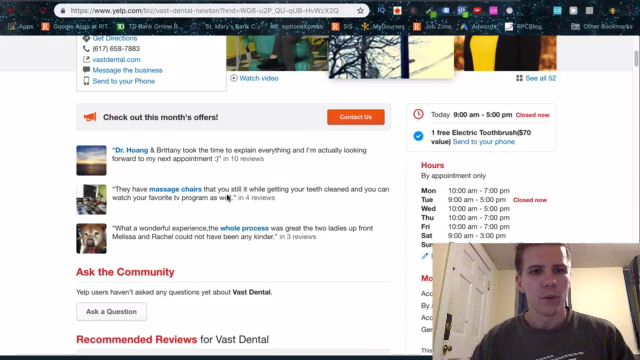 https://www.yelp.com/biz/vast-dental-newton?hrid=WG6-W2P_QU-qUB-HvWzX2Q
Apps
Google Apps at RIT
TD Bank Online B
St. Mary's Bank C
optionsXpress
SIS
MyCourses
Job Zone
Adwords
RPCBlog.
Other Bookmarks
Get Directions
(617) 658-7883
vastdental.com
Message the business
Send to your Phone
Watch video
See all 52
Check out this month's offers!
Contact Us
"Dr. Hoang & Brittany took the time to explain everything and I'm actually
looking forward to my next appointment :)" in 10 reviews
"They have massage chairs that you still it while getting your teeth cleaned and you can
watch your favorite tv program as well." in 4 reviews
"What a wonderful experience,the whole process was great the two ladies up front
Melissa and Rachel could not have been any kinder." in 3 reviews
Ask the Community
Yelp users haven't asked any questions yet about Vast Dental.
Ask a Question
Recommended Reviews for Vast Dental
Today 9:00 am - 5:00 pm Closed now
1 free Electric Toothbrush($70
value) Send to your Phone
Hours
By appointment only
Mon 10:00 am - 7:00 pm
Tue 9:00 am - 5:00 pm Closed now
Wed 10:00 am - 7:00 pm
Thu 10:00 am - 7:00 pm
Fri 10:00 am - 7:00 pm
Sat 9:00 am - 3:00 pm